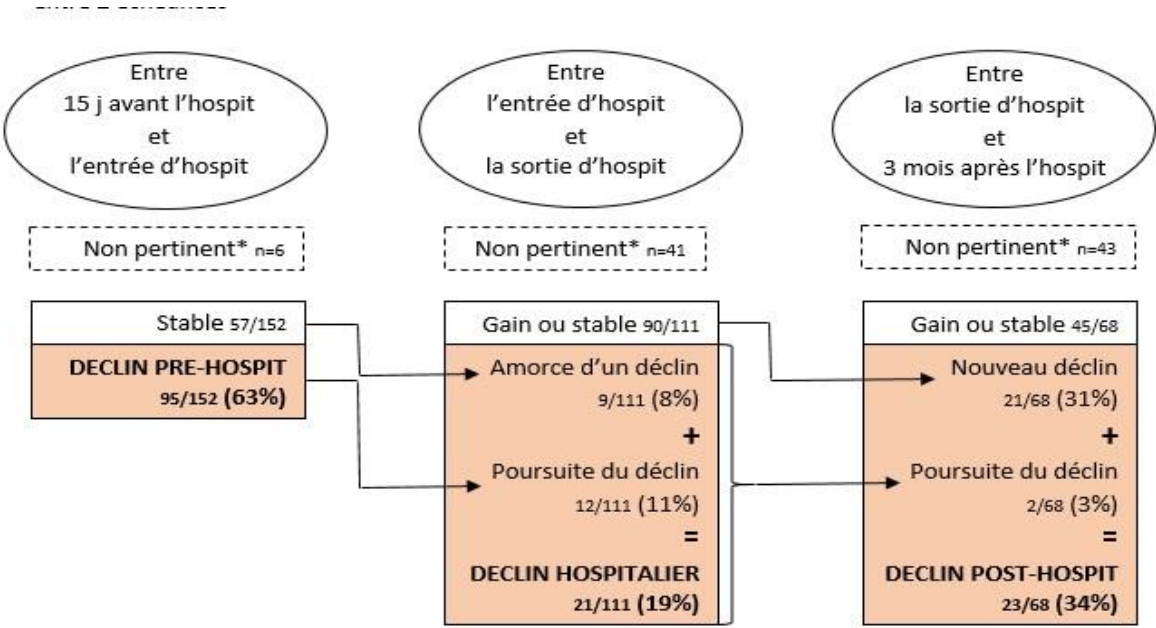 Entre
15 j avant l'hospit
et
l'entrée d'hospit
Entre
l'entrée d'hospit
et
la sortie d'hospit
Entre
la sortie d'hospit
et
3 mois après l'hospit
Non pertinent* n=6
Non pertinent* n=41
Non pertinent* n=43
Stable 57/152
DECLIN PRE-HOSPIT
95/152 (63%)
Gain ou stable 90/111
Amorce d'un déclin
9/111 (8%)
+
Poursuite du déclin
12/111 (11%)
=
DECLIN HOSPITALIER
21/111 (19%)
Gain ou stable 45/68
Nouveau déclin
21/68 (31%)
+
Poursuite du déclin
2/68 (3%)
=
DECLIN POST-HOSPIT
23/68 (34%)